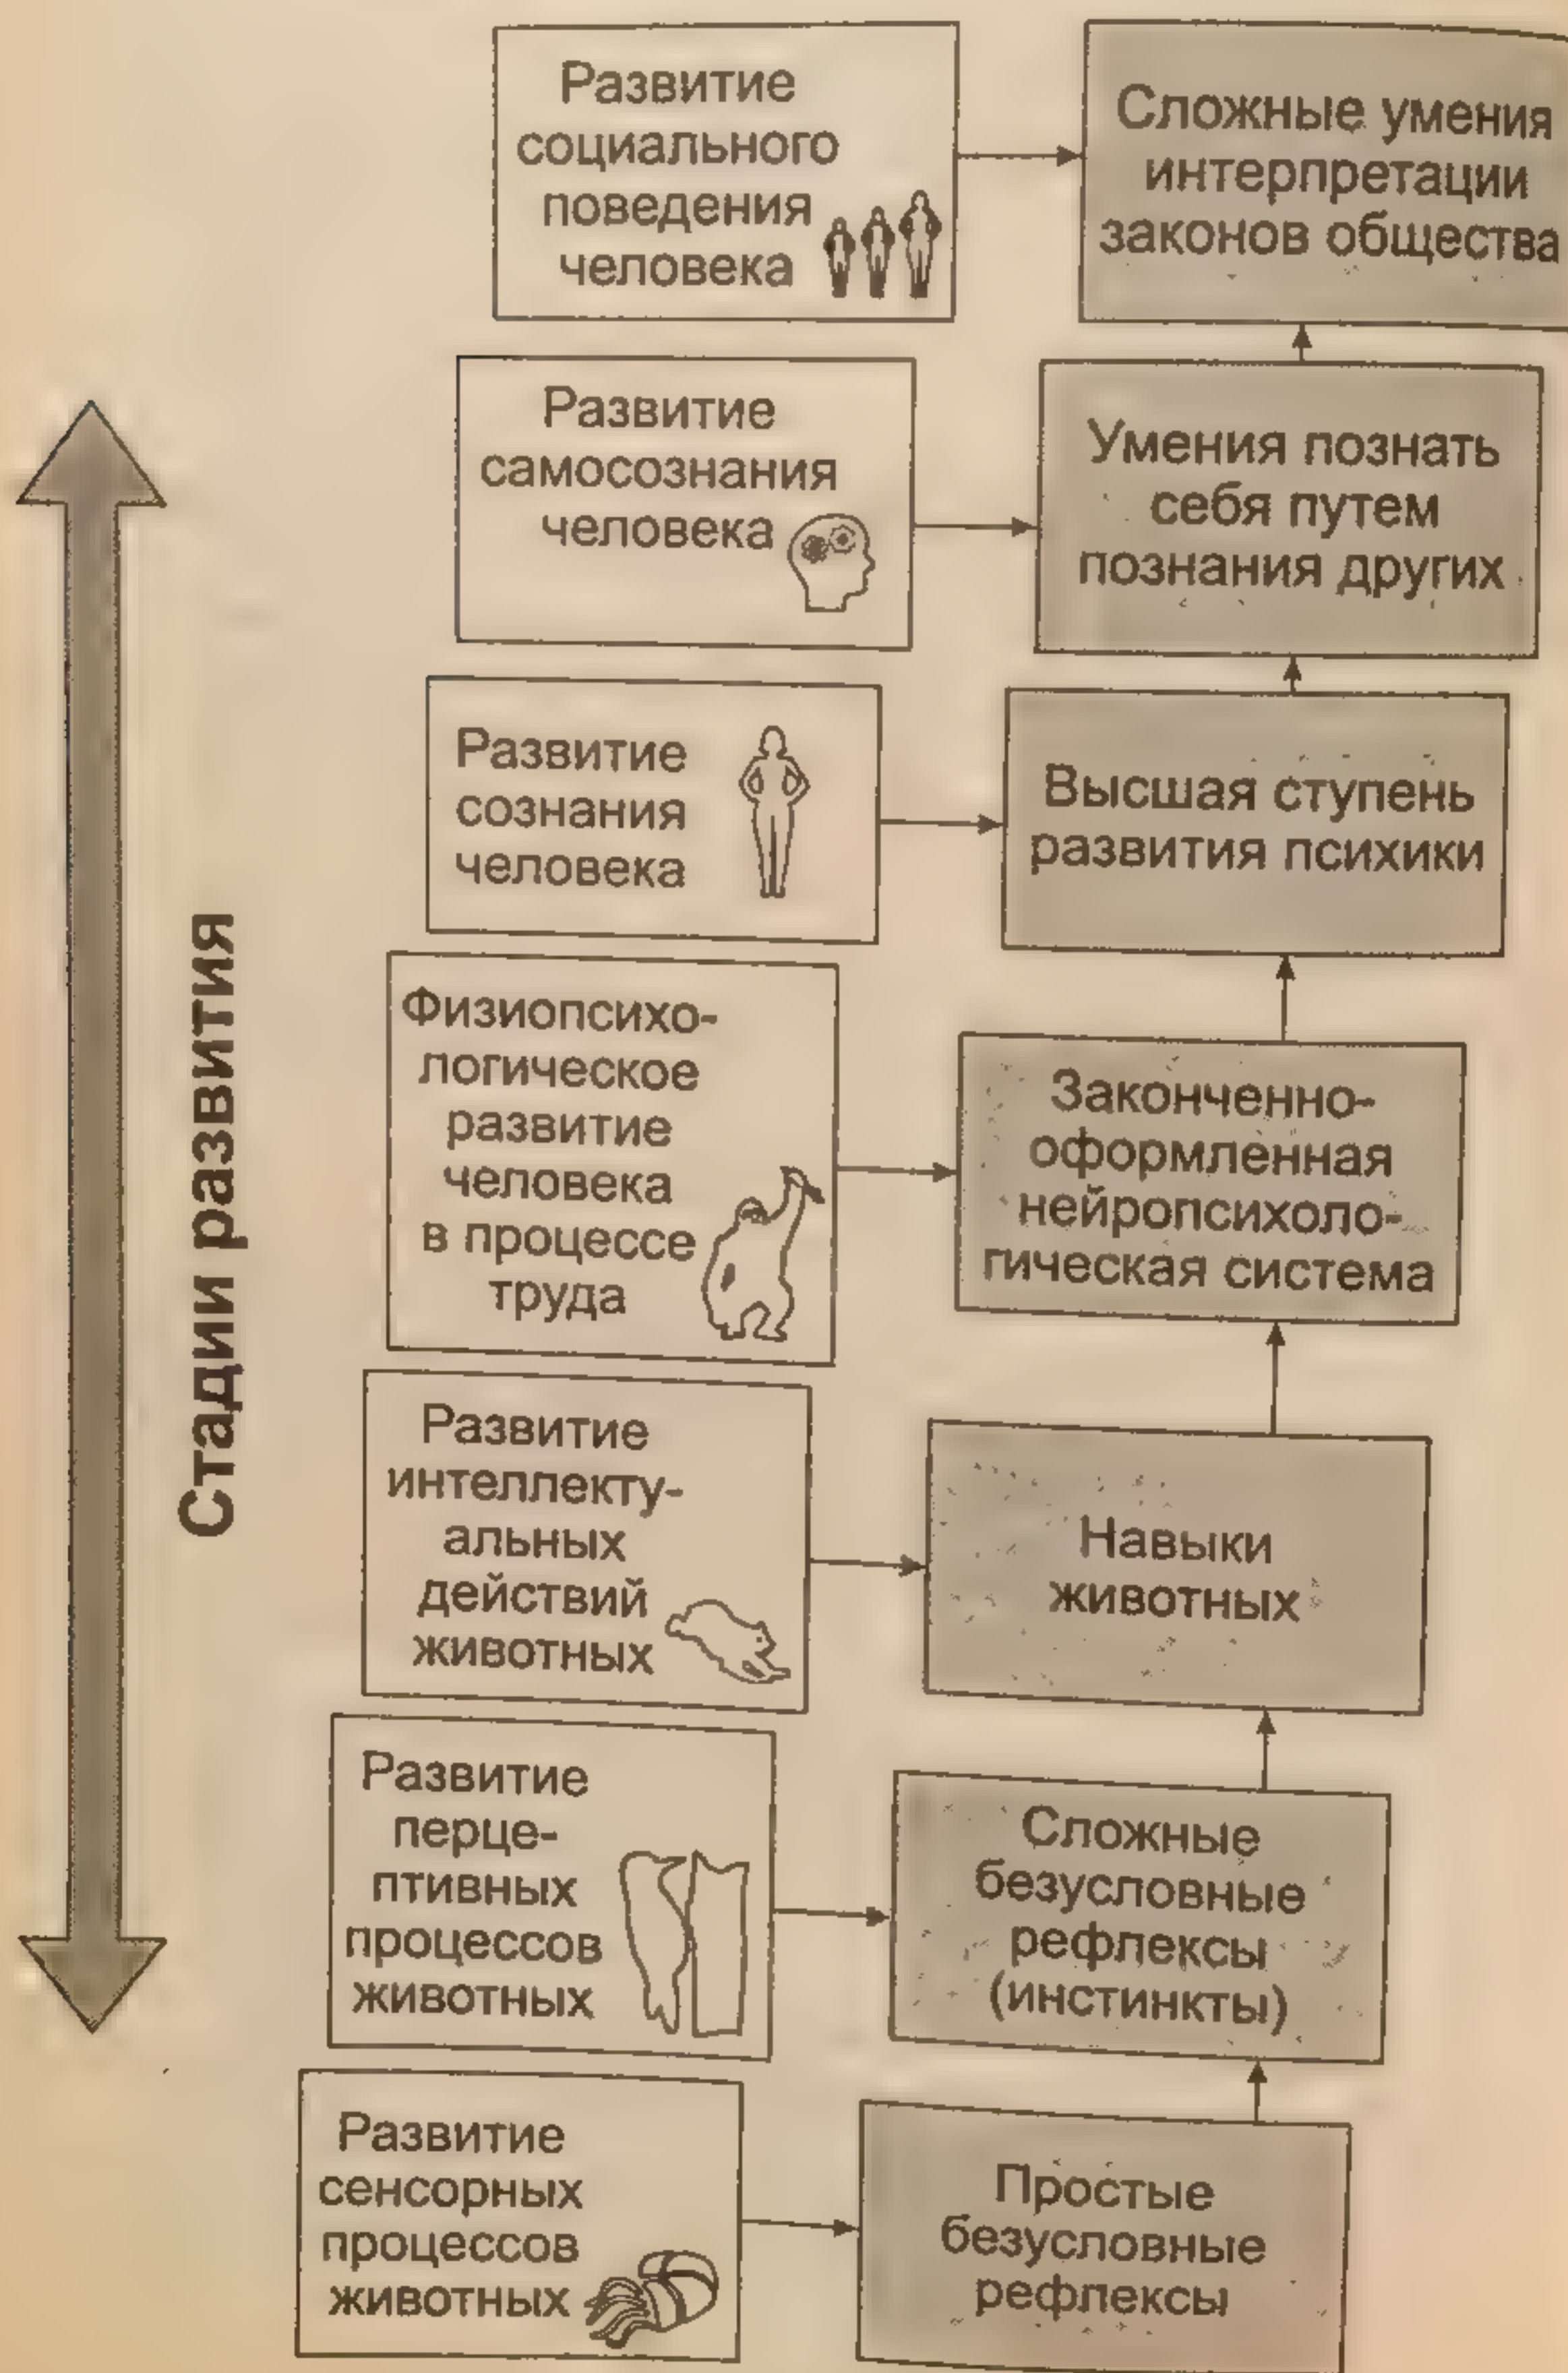 Стадии развития
Развитие
социального
поведения
человека
Сложные умения
интерпретации
законов общества
Развитие
самосознания
человека
Умения познать
себя путем
познания других
Развитие
сознания
человека
Высшая ступень
развития психики
Физиопсихо-
логическое
развитие
человека
в процессе
труда
Законченно-
оформленная
нейропсихоло-
гическая система
Развитие
интеллекту-
альных
действий
животных
Навыки
животных
Развитие
перце-
птивных
процессов
животных
Сложные
безусловные
рефлексы
(инстинкты)
Развитие
сенсорных
процессов
животных
Простые
безусловные
рефлексы